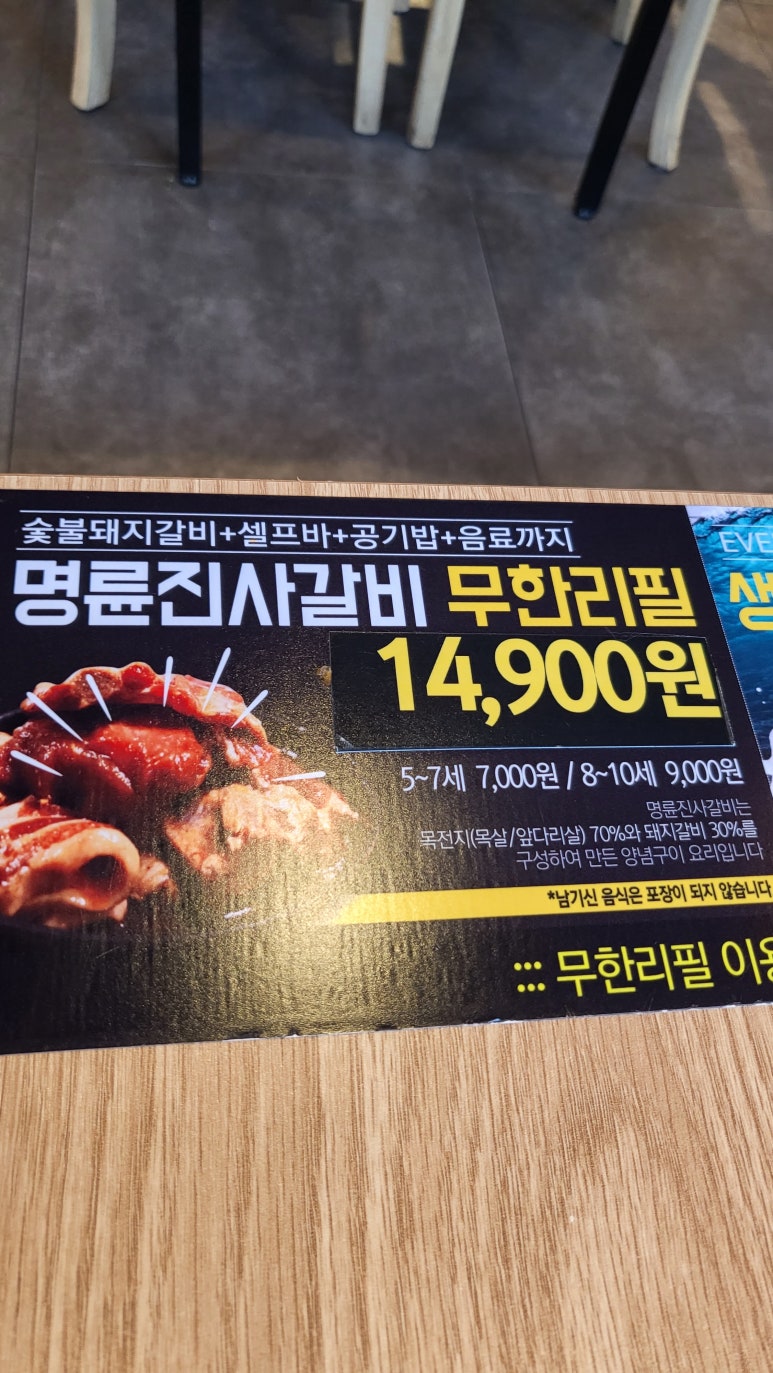 숯불돼지갈비+셀프바+공기밥+음료까지
명륜진사갈비 무한리필
14,900원
5~7세 7,000원 / 8~10세 9,000원
명륜진사갈비는
목전지(목살/앞다리살) 70%와 돼지갈비 30%를
구성하여 만든 양념구이 요리입니다
*남기신 음식은 포장이 되지 않습니다
::: 무한리필 이용
EVE
생